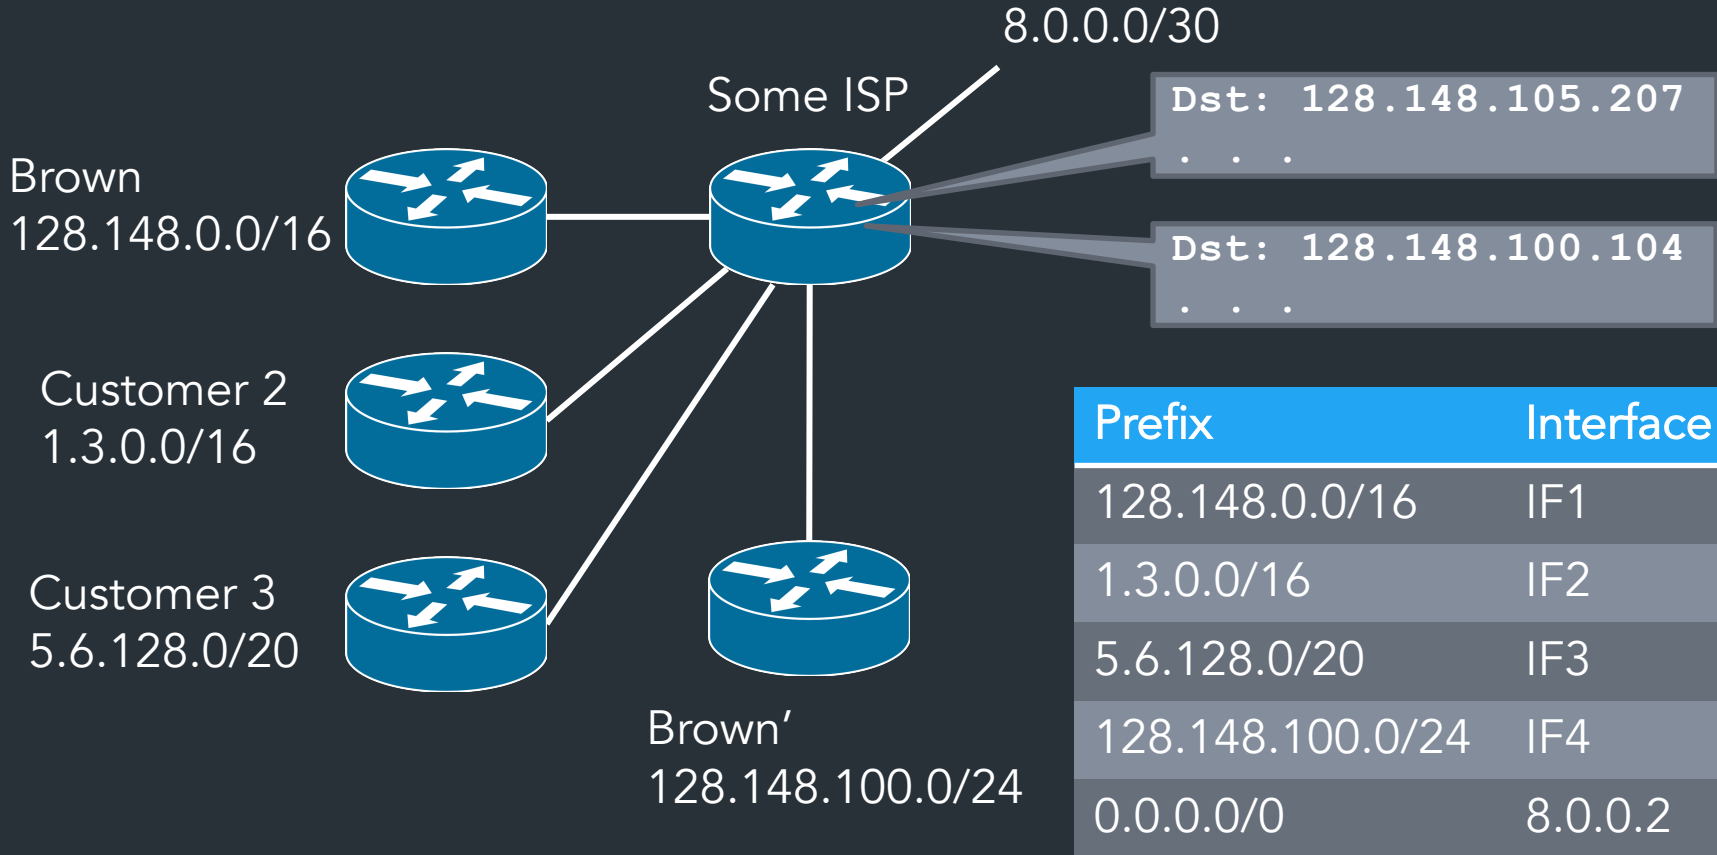 8.0.0.0/30
Some ISP
Dst: 128.148.105.207
. . .
Brown
128.148.0.0/16
Dst: 128.148.100.104
. . .
Customer 2
1.3.0.0/16
Customer 3
5.6.128.0/20
Brown’
128.148.100.0/24
Prefix Interface
128.148.0.0/16 IF1
1.3.0.0/16 IF2
5.6.128.0/20 IF3
128.148.100.0/24 IF4
0.0.0.0/0 8.0.0.2